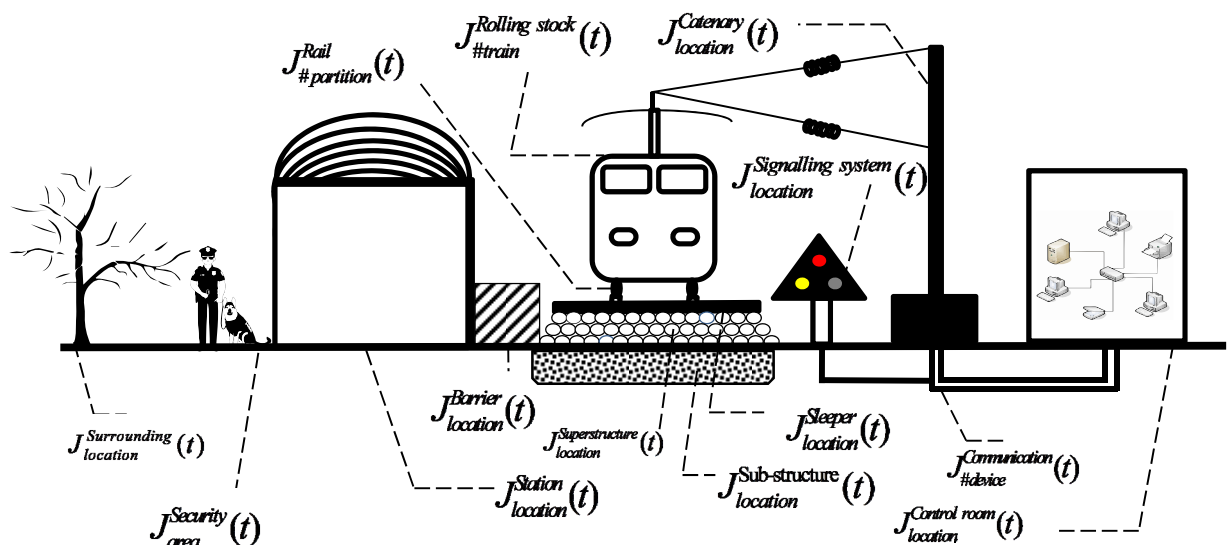 J Rolling stock #train (t)
J Catenary location (t)
J Rail #partition (t)
J Signalling system location (t)
J Barrier location (t)
J Superstructure location (t)
J Sleeper location (t)
J Surrounding location (t)
J Communication #device (t)
J Station location (t)
J Sub-structure location (t)
J Security area (t)
J Control room location (t)